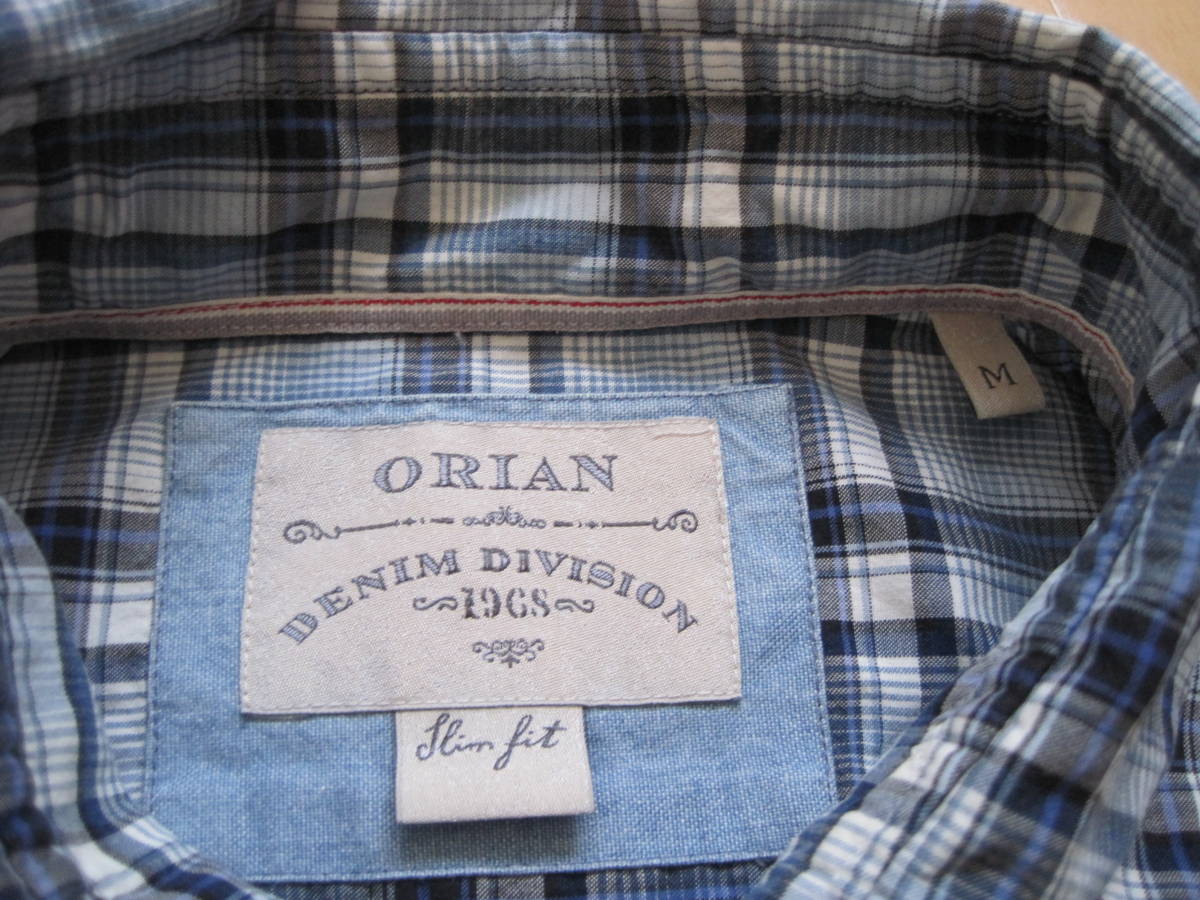 M
ORIAN
DENIM DIVISION
1968
Slim fit